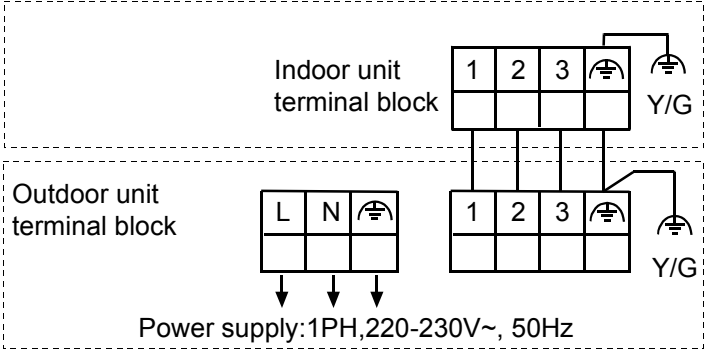 Indoor unit
terminal block
1 2 3
Y/G
Outdoor unit
terminal block
L N
1 2 3
Y/G
Power supply:1PH,220-230V~, 50Hz